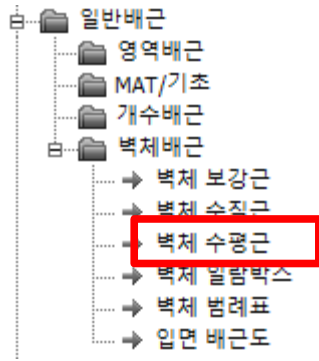 일반배근
영역배근
MAT/기초
개수배근
벽체배근
벽체 보강근
벽체 수직근
벽체 수평근
벽체 일람박스
벽체 범례표
입면 배근도